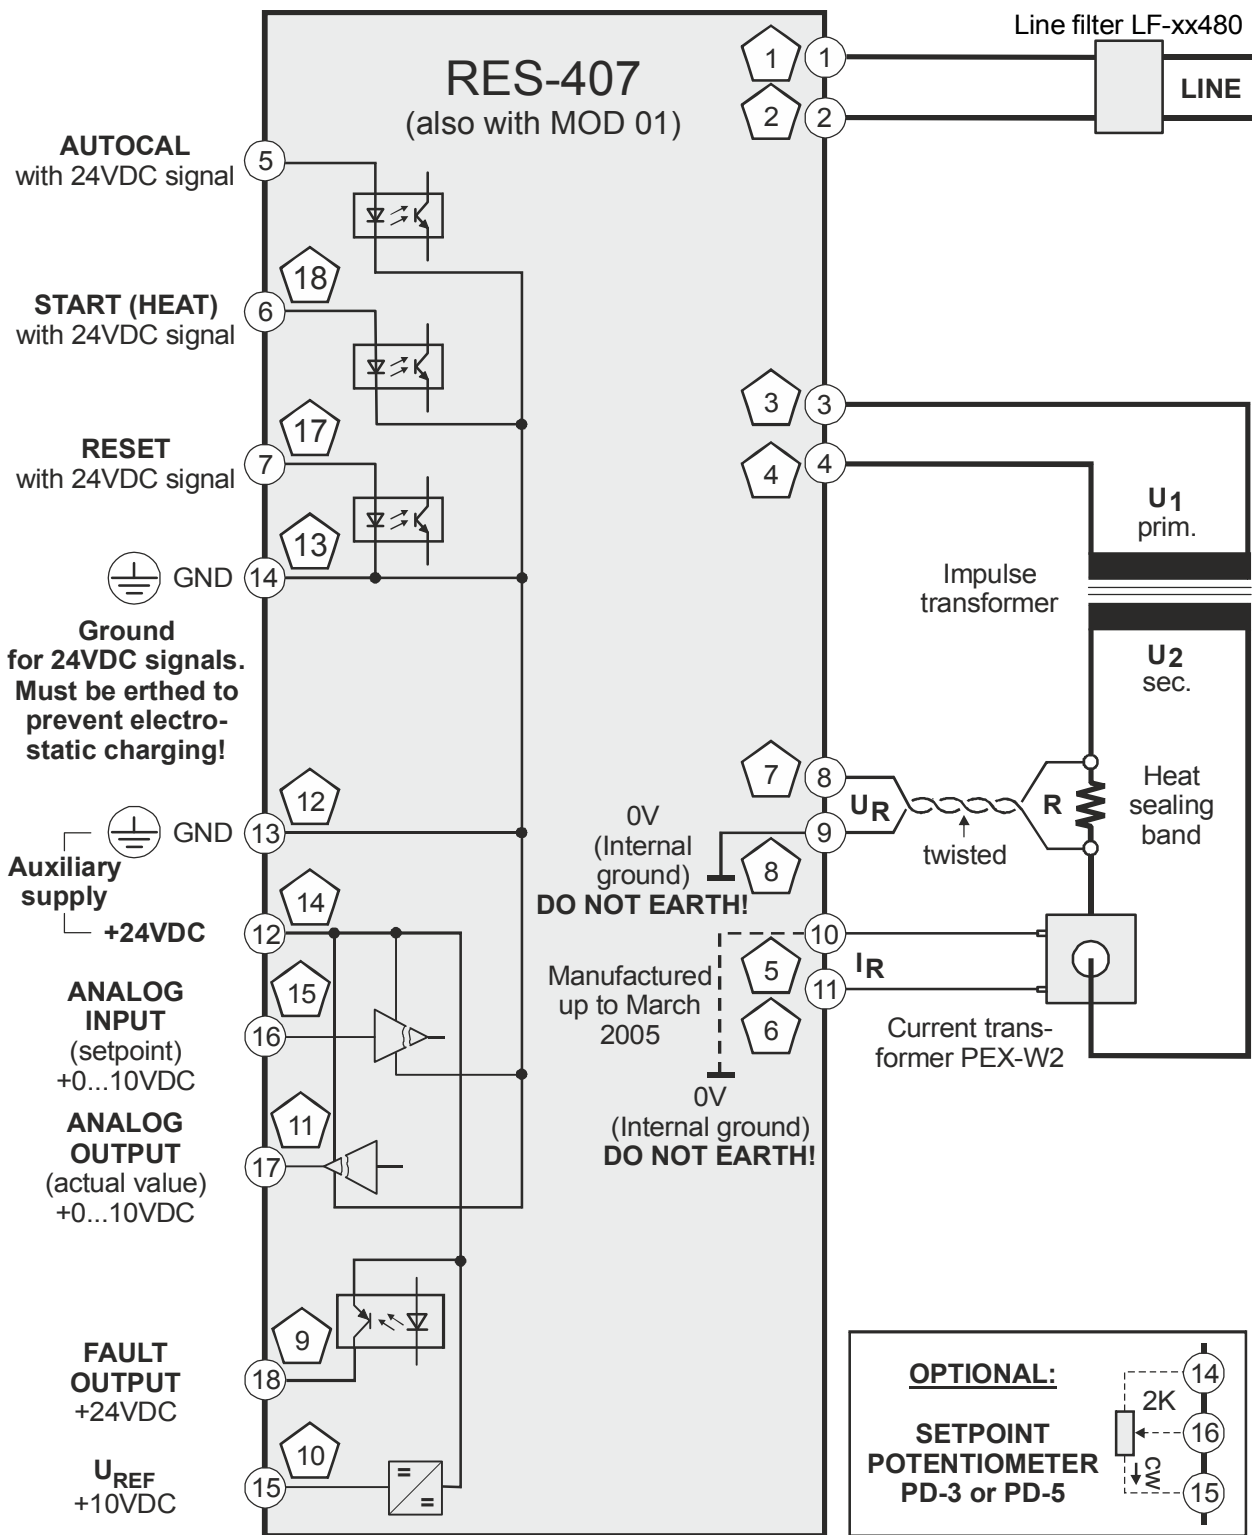 Line filter LF-xx480
LINE
RES-407
(also with MOD 01)
1
1
2
2
AUTOCAL
with 24VDC signal
5
18
START (HEAT)
with 24VDC signal
6
17
RESET
with 24VDC signal
7
13
GND
14
Ground
for 24VDC signals.
Must be erthed to
prevent electro-
static charging!
12
GND
13
Auxiliary
supply
+24VDC
14
12
ANALOG
INPUT
(setpoint)
+0...10VDC
15
16
ANALOG
OUTPUT
(actual value)
+0...10VDC
11
17
FAULT
OUTPUT
+24VDC
9
18
UREF
+10VDC
10
15
=
=
3
3
4
4
U1
prim.
Impulse
transformer
U2
sec.
7
8
UR
R
Heat
sealing
band
9
8
twisted
0V
(Internal
ground)
DO NOT EARTH!
10
5
IR
11
6
Manufactured
up to March
2005
Current trans-
former PEX-W2
0V
(Internal ground)
DO NOT EARTH!
OPTIONAL:
SETPOINT
POTENTIOMETER
PD-3 or PD-5
2K
CW
14
16
15